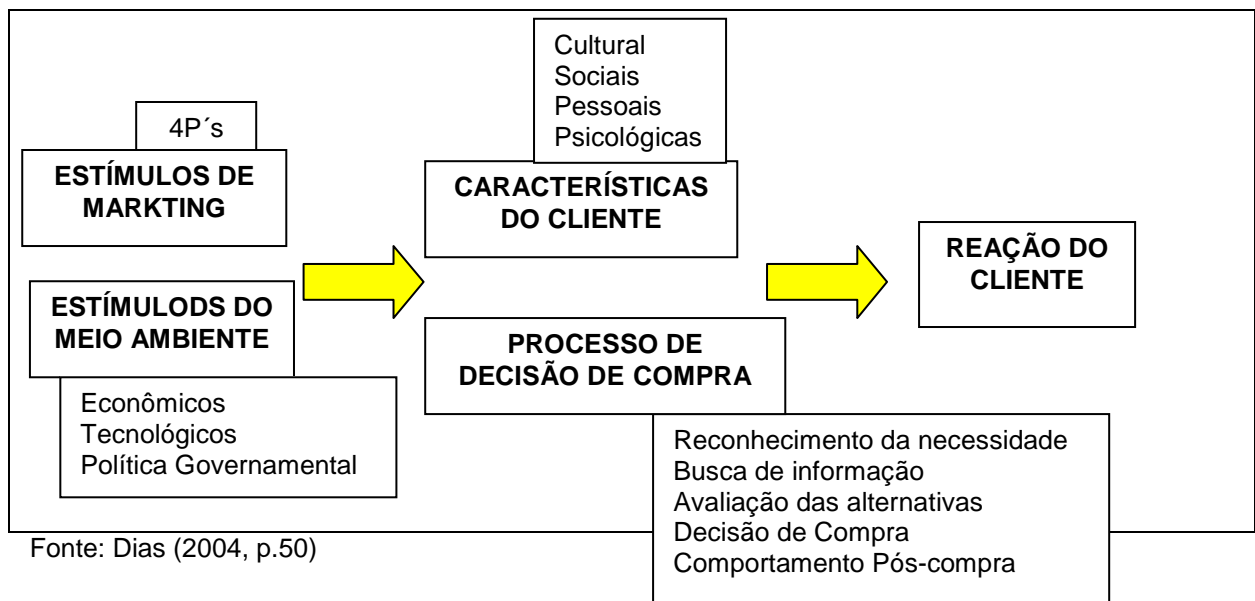 4P´s
ESTÍMULOS DE
MARKTING
ESTÍMULODS DO
MEIO AMBIENTE
Econômicos
Tecnológicos
Política Governamental
Cultural
Sociais
Pessoais
Psicológicas
CARACTERÍSTICAS
DO CLIENTE
PROCESSO DE
DECISÃO DE COMPRA
Reconhecimento da necessidade
Busca de informação
Avaliação das alternativas
Decisão de Compra
Comportamento Pós-compra
REAÇÃO DO
CLIENTE
Fonte: Dias (2004, p.50)